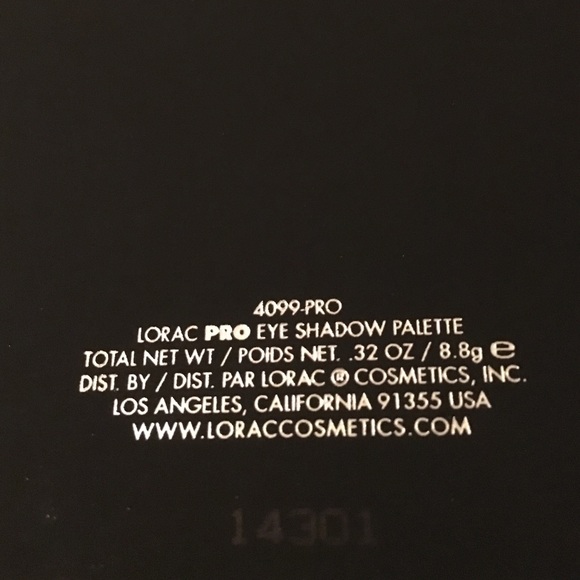 4099-PRO
LORAC PRO EYE SHADOW PALETTE
TOTAL NET WT / POIDS NET. .32 OZ / 8.8g ℮
DIST. BY / DIST. PAR LORAC ® COSMETICS, INC.
LOS ANGELES, CALIFORNIA 91355 USA
WWW.LORACCOSMETICS.COM
14301